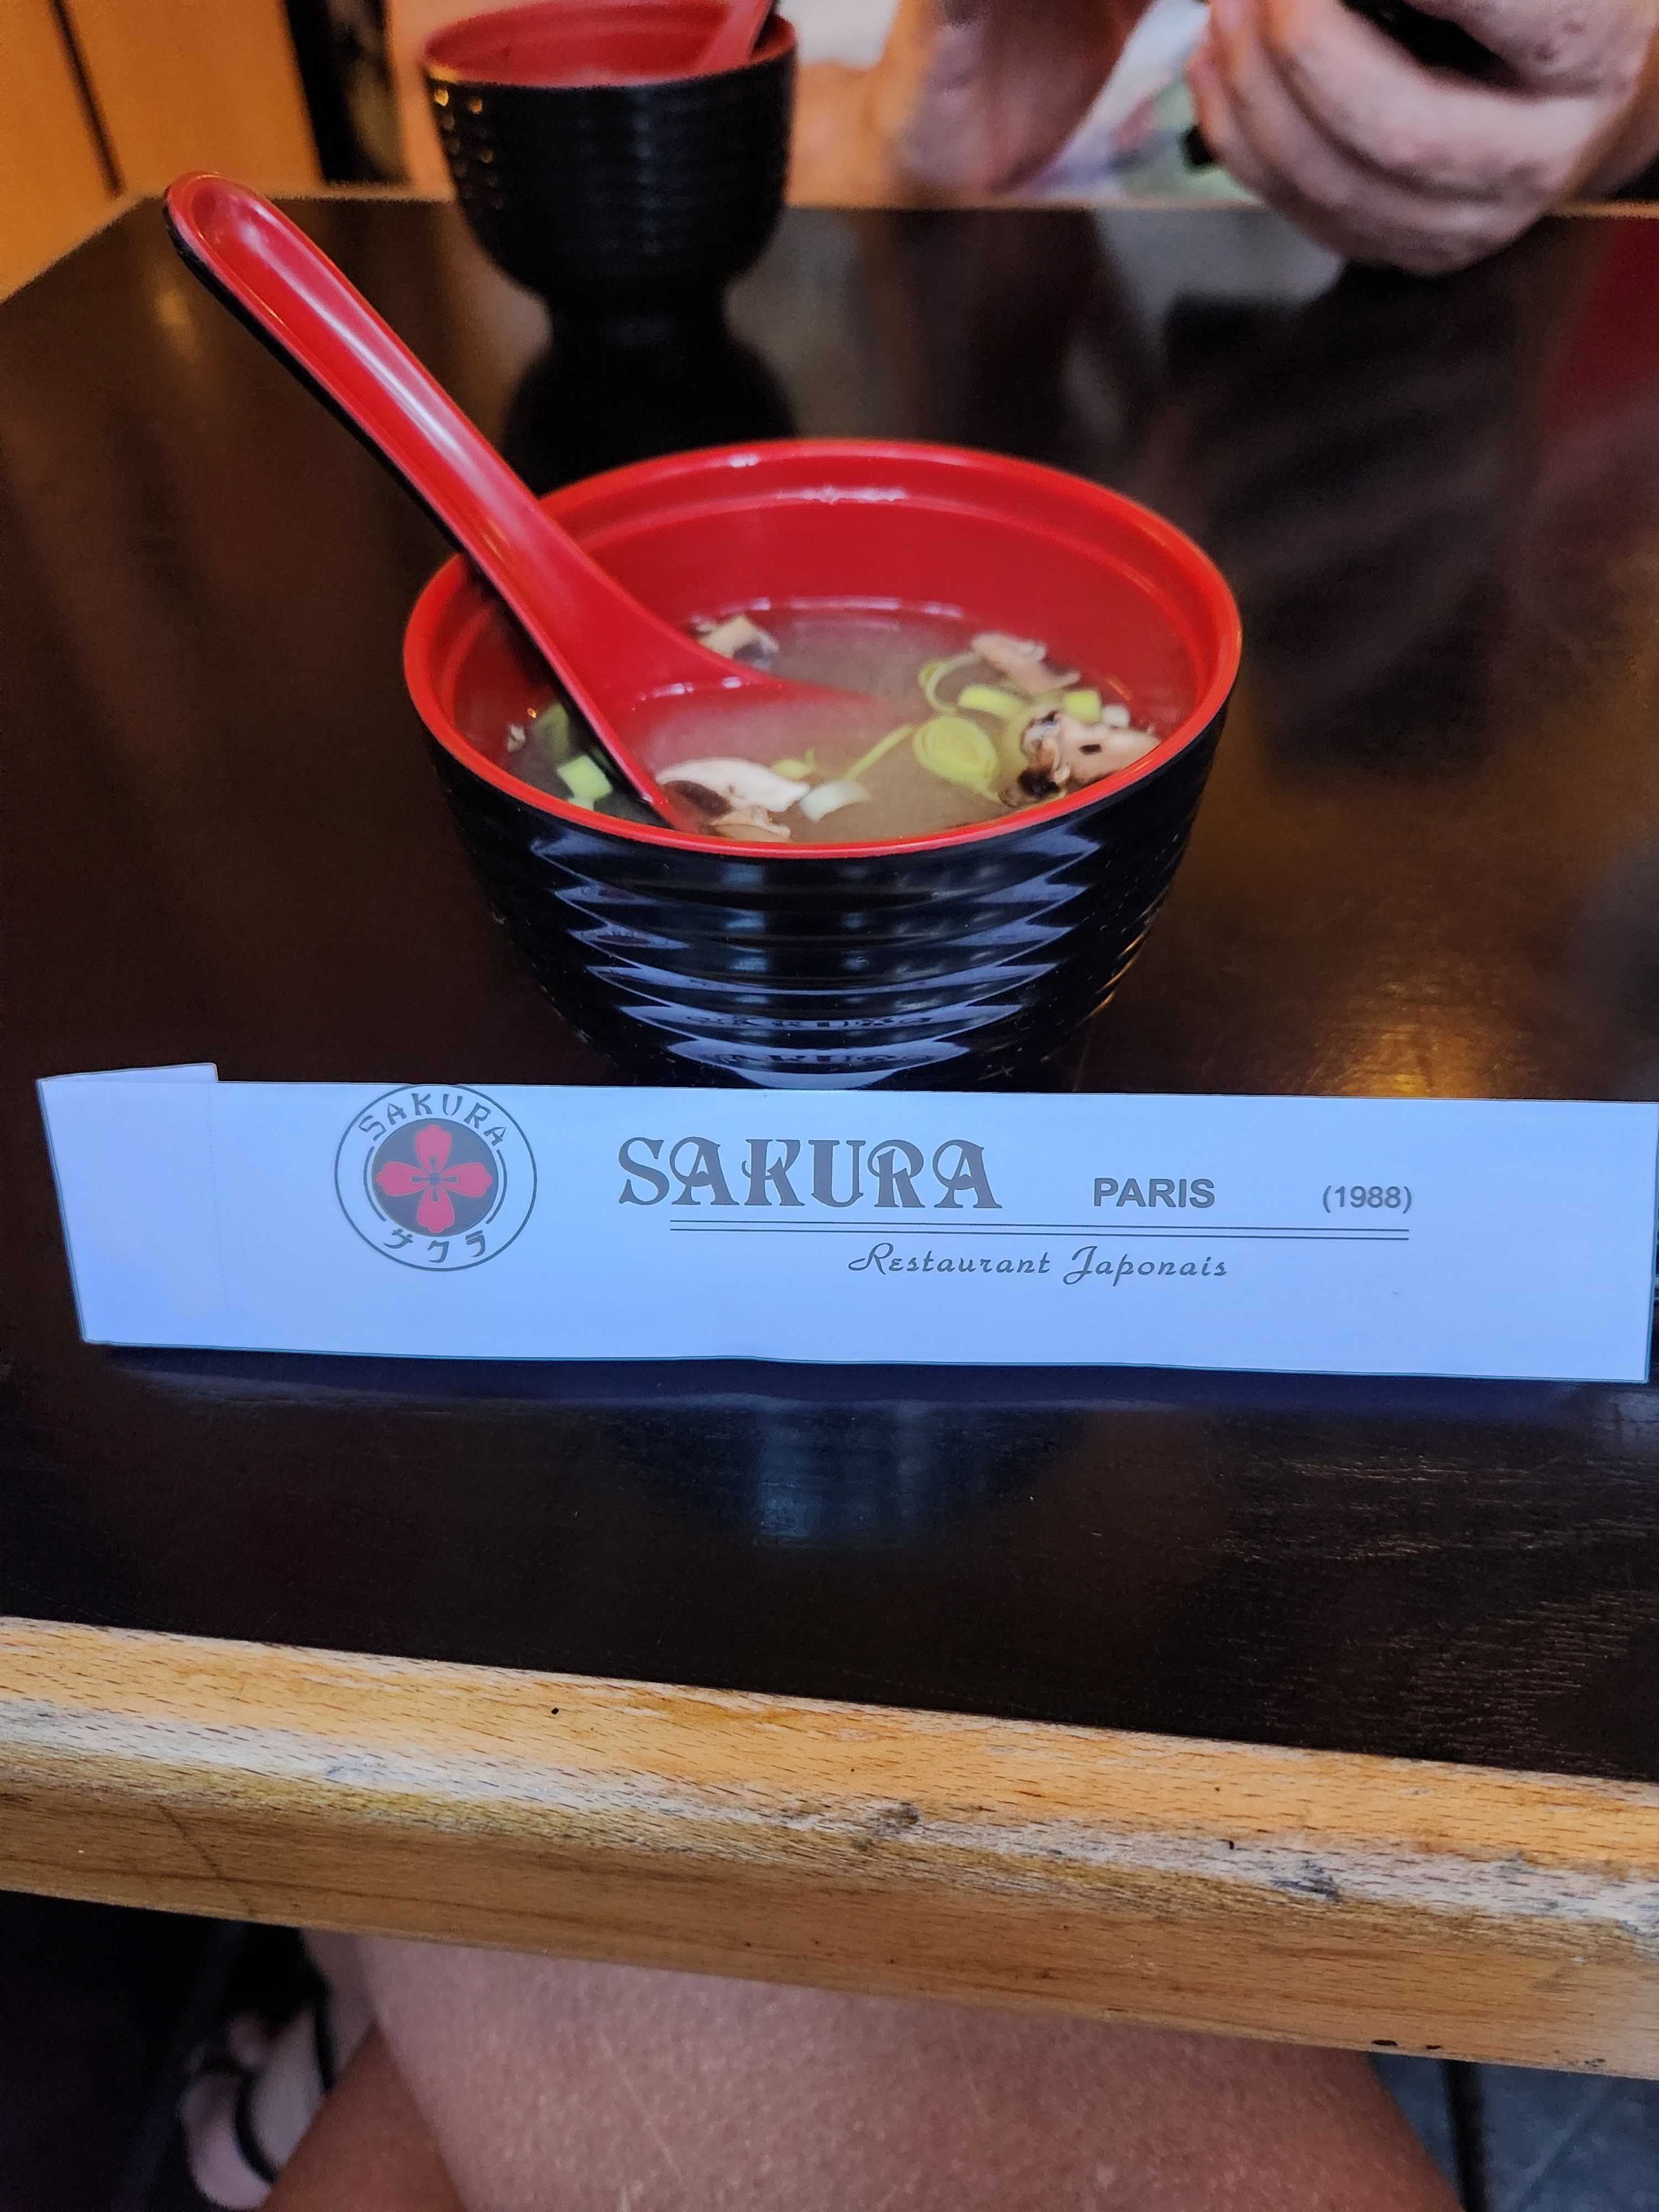 SAKURA
サクラ
SAKURA PARIS (1988)
Restaurant Japonais